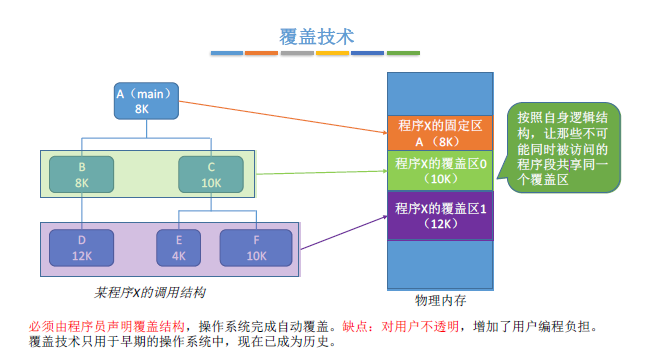 覆盖技术
A（main）
8K
B
8K
C
10K
D
12K
E
4K
F
10K
某程序X的调用结构
程序X的固定区
A （8K）
程序X的覆盖区0
（10K）
程序X的覆盖区1
（12K）
物理内存
按照自身逻辑结
构，让那些不可
能同时被访问的
程序段共享同一
个覆盖区
必须由程序员声明覆盖结构，操作系统完成自动覆盖。缺点：对用户不透明，增加了用户编程负担。
覆盖技术只用于早期的操作系统中，现在已成为历史。